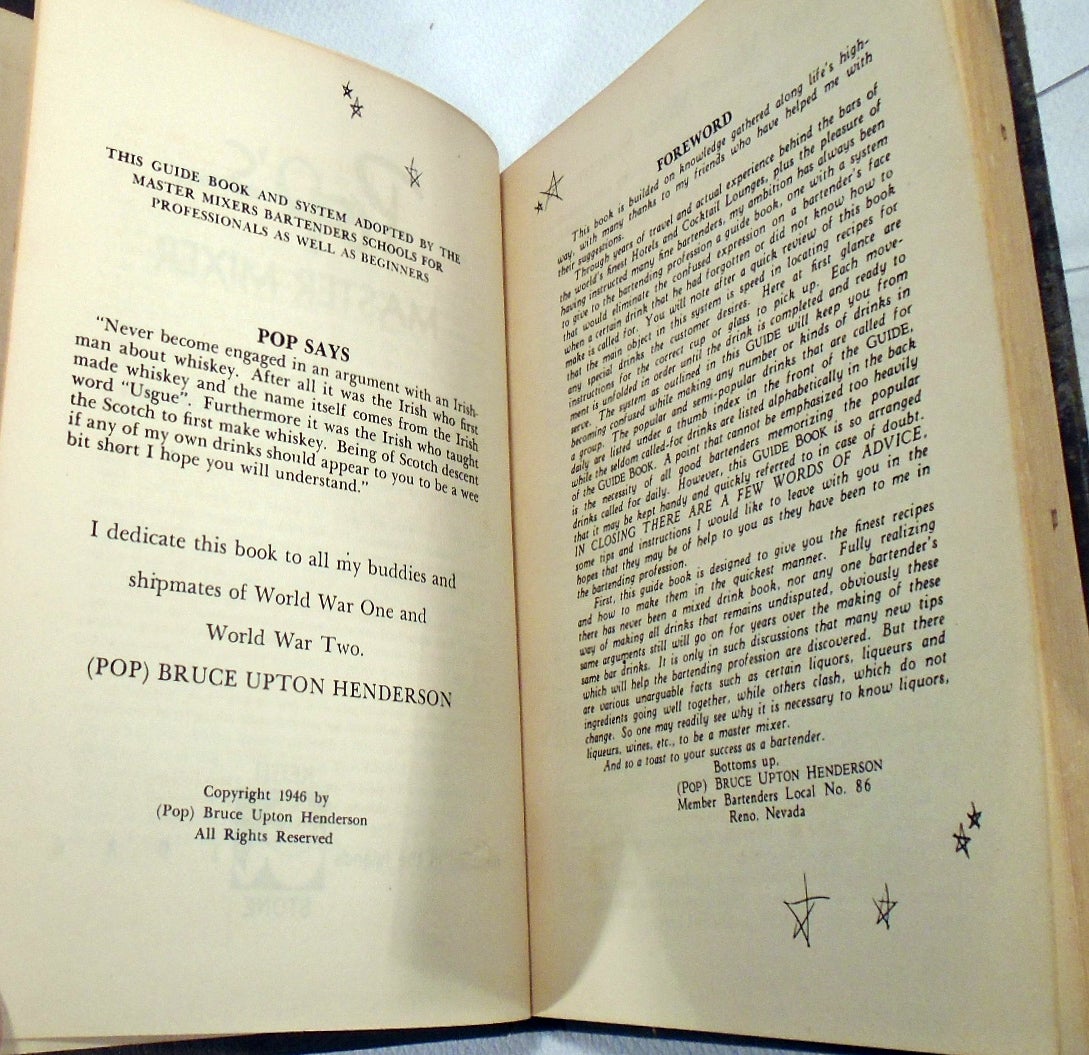 THIS GUIDE BOOK AND SYSTEM ADOPTED BY THE
MASTER MIXERS BARTENDERS SCHOOLS FOR
PROFESSIONALS AS WELL AS BEGINNERS
POP SAYS
"Never become engaged in an argument with an Irish-
man about whiskey. After all it was the Irish who first
made whiskey and the name itself comes from the Irish
word "Usgue". Furthermore it was the Irish who taught
the Scotch to first make whiskey. Being of Scotch descent
if any of my own drinks should appear to you to be a wee
bit short I hope you will understand."
I dedicate this book to all my buddies and
shipmates of World War One and
World War Two.
(POP) BRUCE UPTON HENDERSON
Copyright 1946 by
(Pop) Bruce Upton Henderson
All Rights Reserved
FOREWORD
This book is builded on knowledge gathered along life's high-
way, with many thanks to my friends who have helped me with
their suggestions.
Through years of travel and actual experience behind the bars of
the world's finest Hotels and Cocktail Lounges, plus the pleasure of
having instructed many fine bartenders, my ambition has always been
to give to the bartending profession a guide book, one with a system
that would eliminate the confused expression on a bartender's face
when a certain drink that he had forgotten or did not know how to
make is called for. You will note after a quick review of this book
that the main object in this system is speed in locating recipes for
any special drinks the customer desires. Here at first glance are
instructions for the correct cup or glass to pick up. Each move-
ment is unfolded in order until the drink is completed and ready to
serve. The system as outlined in this GUIDE will keep you from
becoming confused while making any number or kinds of drinks in
a group. The popular and semi-popular drinks that are called for
daily are listed under a thumb index in the front of the GUIDE,
while the seldom called-for drinks are listed alphabetically in the back
of the GUIDE BOOK. A point that cannot be emphasized too heavily
is the necessity of all good bartenders memorizing the popular
drinks called for daily. However, this GUIDE BOOK is so arranged
that it may be kept handy and quickly referred to in case of doubt.
IN CLOSING THERE ARE A FEW WORDS OF ADVICE,
some tips and instructions I would like to leave with you in the
hopes that they may be of help to you as they have been to me in
the bartending profession.
First, this guide book is designed to give you the finest recipes
and how to make them in the quickest manner. Fully realizing
there has never been a mixed drink book, nor any one bartender's
way of making all drinks that remains undisputed, obviously these
same arguments still will go on for years over the making of these
same bar drinks. It is only in such discussions that many new tips
which will help the bartending profession are discovered. But there
are various unarguable facts such as certain liquors, liqueurs and
ingredients going well together, while others clash, which do not
change. So one may readily see why it is necessary to know liquors,
liqueurs, wines, etc., to be a master mixer.
And so a toast to your success as a bartender.
Bottoms up.
(POP) BRUCE UPTON HENDERSON
Member Bartenders Local No. 86
Reno, Nevada